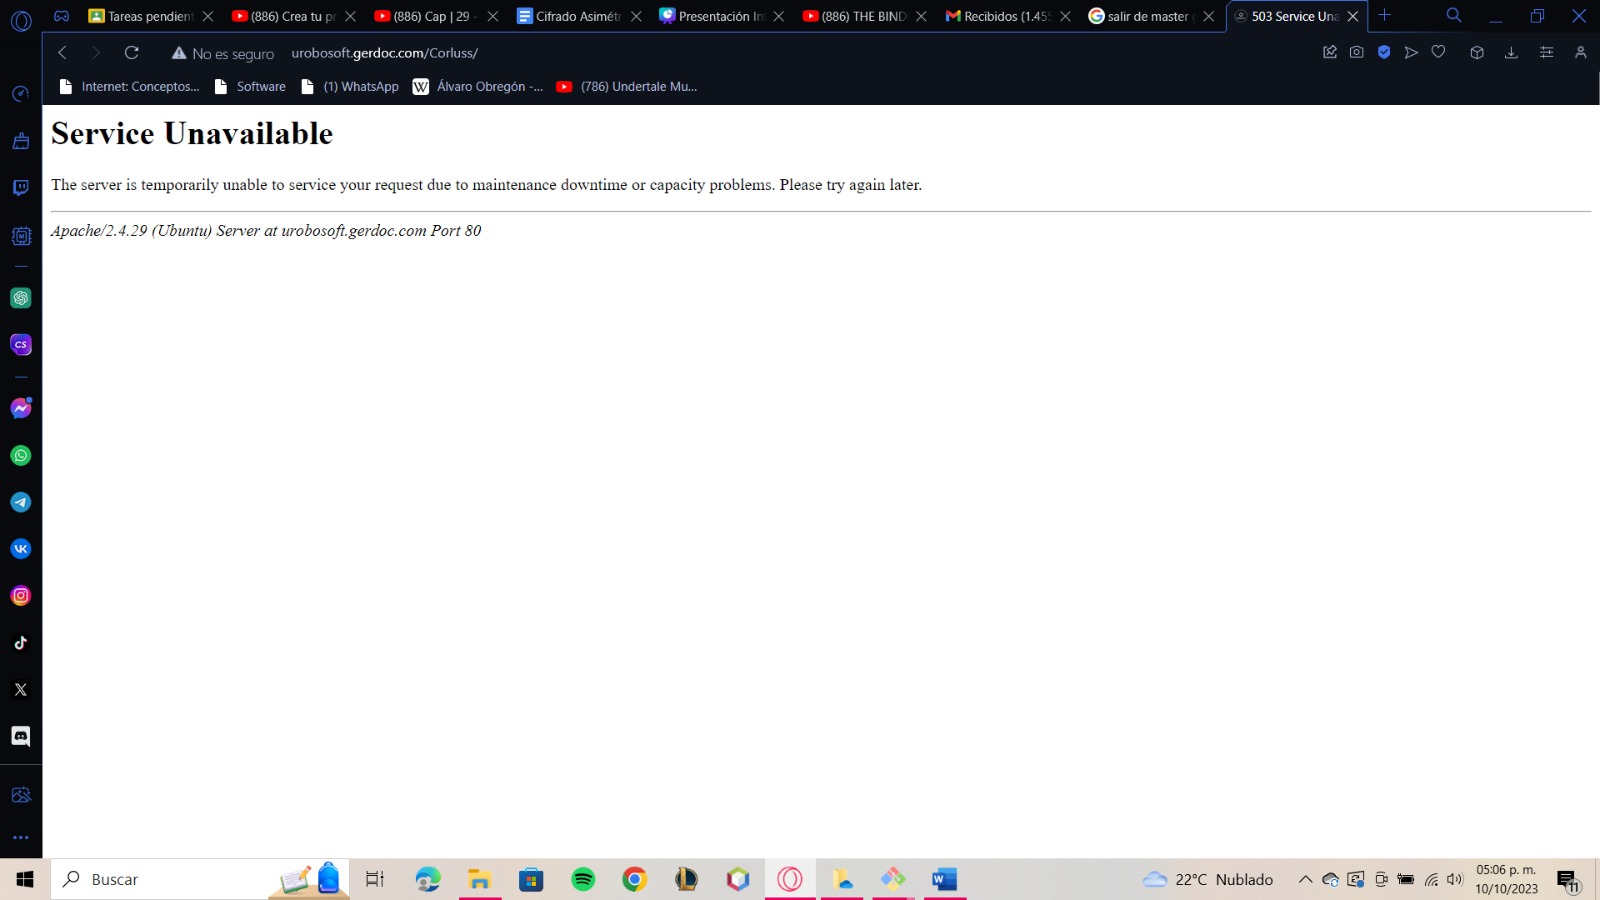 Tareas pendient
(886) Crea tu pr
(886) Cap | 29 -
Cifrado Asimétr
Presentación In
(886) THE BIND
Recibidos (1.455
salir de master g
503 Service Una
No es seguro
urobosoft.gerdoc.com/Corluss/
Internet: Conceptos...
Software
(1) WhatsApp
W
Álvaro Obregón -...
(786) Undertale Mu...
Service Unavailable
The server is temporarily unable to service your request due to maintenance downtime or capacity problems. Please try again later.
Apache/2.4.29 (Ubuntu) Server at urobosoft.gerdoc.com Port 80
CS
Buscar
22°C Nublado
05:06 p. m.
10/10/2023
11